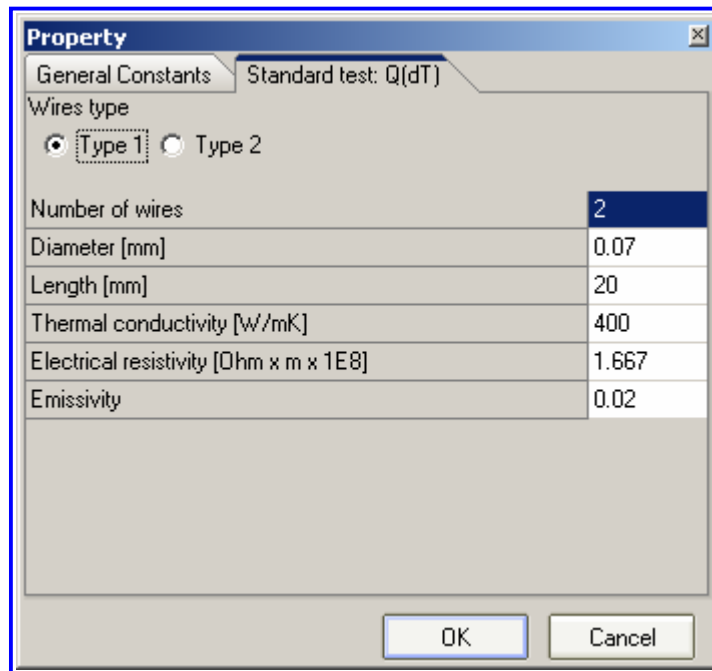 Property
General Constants Standard test: Q(dT)
Wires type
Type 1 Type 2
Number of wires 2
Diameter [mm] 0.07
Length [mm] 20
Thermal conductivity [W/mK] 400
Electrical resistivity [Ohm x m x 1E8] 1.667
Emissivity 0.02
OK Cancel